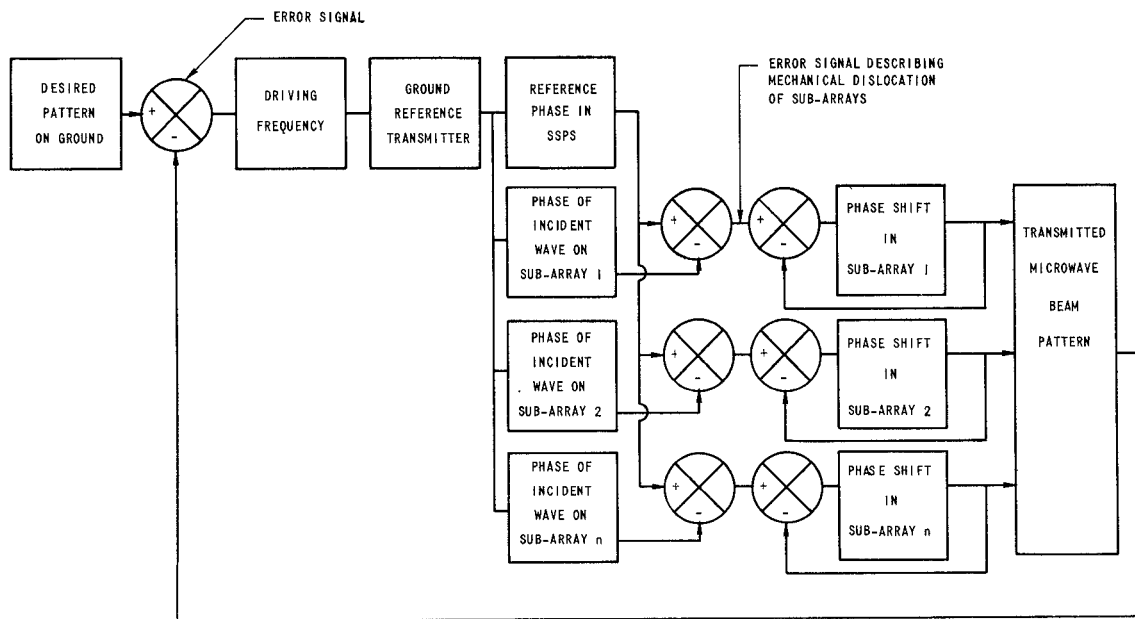 ERROR SIGNAL
DESIRED
PATTERN
ON GROUND
+
-
DRIVING
FREQUENCY
GROUND
REFERENCE
TRANSMITTER
REFERENCE
PHASE IN
SSPS
ERROR SIGNAL DESCRIBING
MECHANICAL DISLOCATION
OF SUB-ARRAYS
PHASE OF
INCIDENT
WAVE ON
SUB-ARRAY 1
+
-
+
-
PHASE SHIFT
IN
SUB-ARRAY 1
TRANSMITTED
MICROWAVE
BEAM
PATTERN
PHASE OF
INCIDENT
WAVE ON
SUB-ARRAY 2
+
-
+
-
PHASE SHIFT
IN
SUB-ARRAY 2
PHASE OF
INCIDENT
WAVE ON
SUB-ARRAY n
+
-
+
-
PHASE SHIFT
IN
SUB-ARRAY n